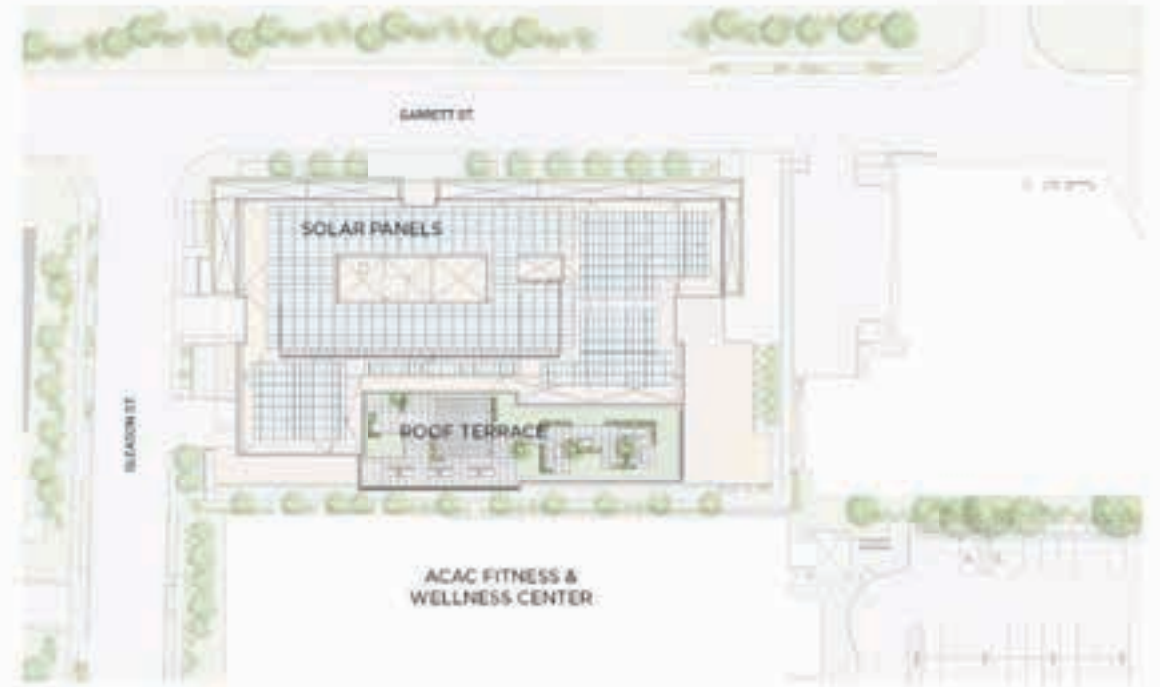 GARRETT ST.
SOLAR PANELS
GLEASON ST.
ROOF TERRACE
ACAC FITNESS &
WELLNESS CENTER